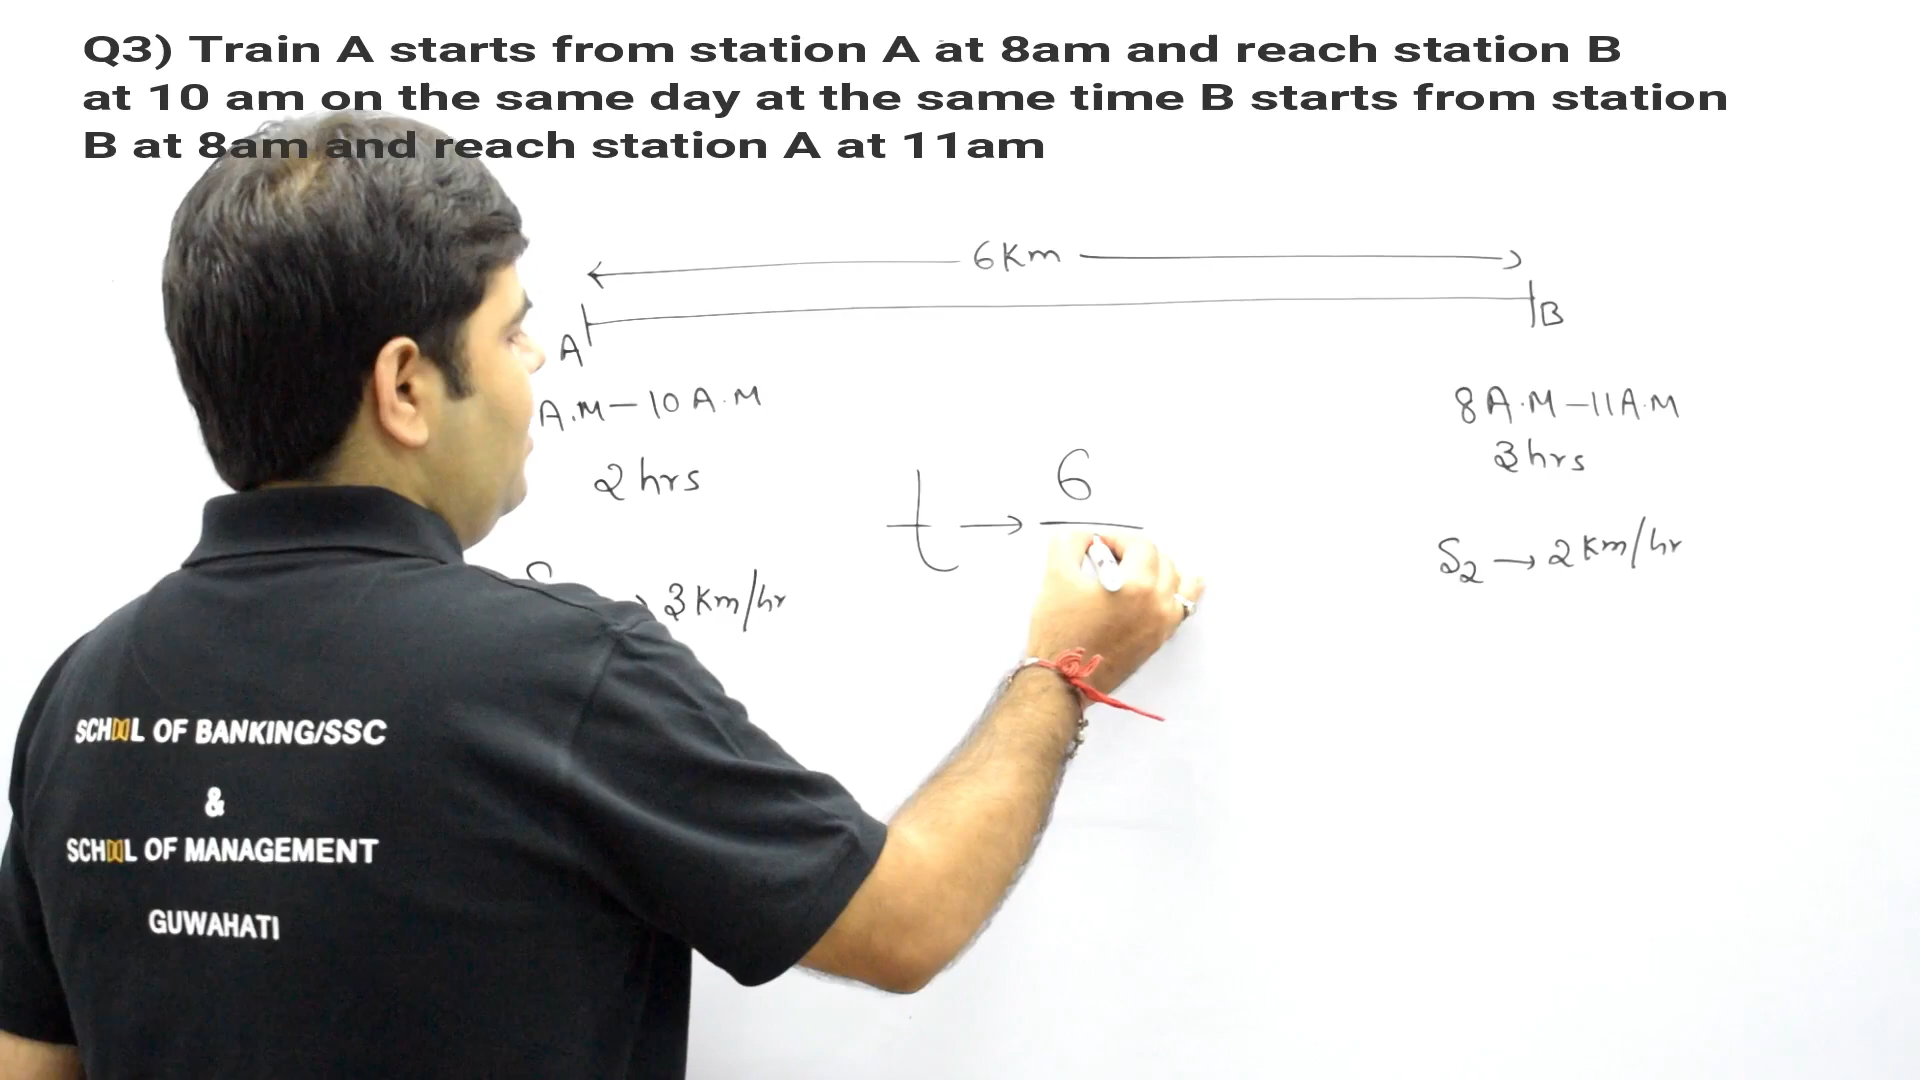 Q3) Train A starts from station A at 8am and reach station B
at 10 am on the same day at the same time B starts from station
B at 8am and reach station A at 11am
6Km
A
B
A.M-10 A.M
8 A.M-11A.M
2 hrs
3 hrs
t → 6
S2 → 2 Km/hr
3 Km/hr
SCHOOL OF BANKING/SSC
&
SCHOOL OF MANAGEMENT
GUWAHATI